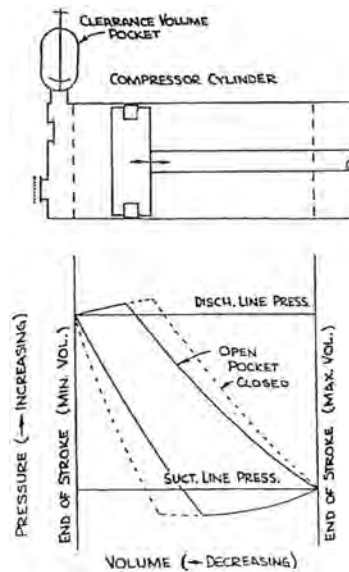 CLEARANCE VOLUME
POCKET
COMPRESSOR CYLINDER
DISCH. LINE PRESS.
OPEN
POCKET
CLOSED
SUCT. LINE PRESS.
PRESSURE (→INCREASING)
END OF STROKE (MIN. VOL.)
END OF STROKE (MAX. VOL.)
VOLUME (→DECREASING)